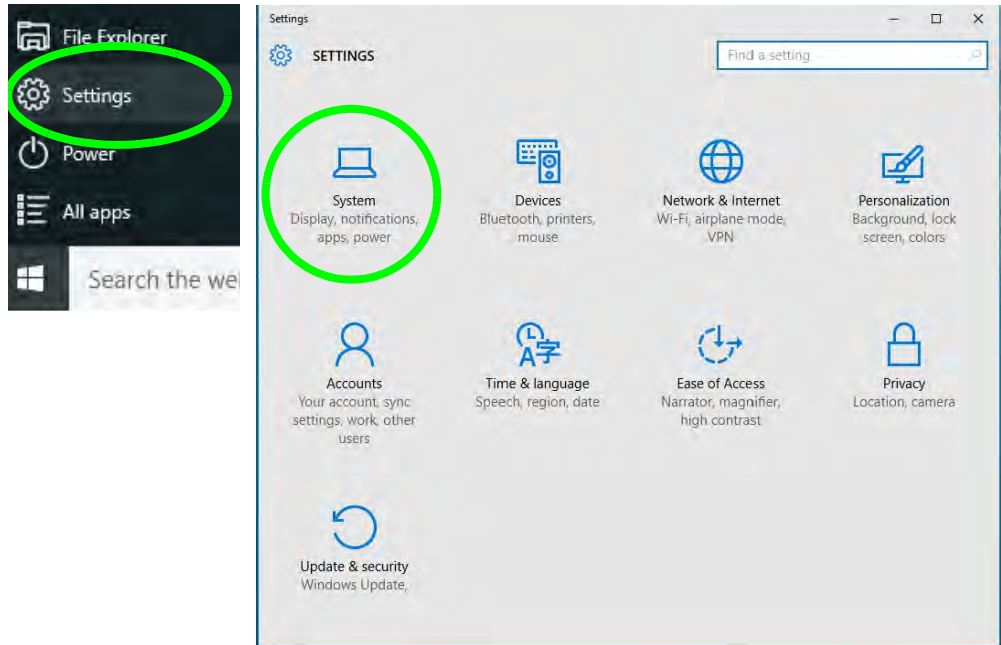 File Explorer
Settings
Power
All apps
Search the we
Settings
SETTINGS
Find a setting
System
Display, notifications,
apps, power
Devices
Bluetooth, printers,
mouse
Network & Internet
Wi-Fi, airplane mode,
VPN
Personalization
Background, lock
screen, colors
Accounts
Your account, sync
settings, work, other
users
Time & language
Speech, region, date
Ease of Access
Narrator, magnifier,
high contrast
Privacy
Location, camera
Update & security
Windows Update,